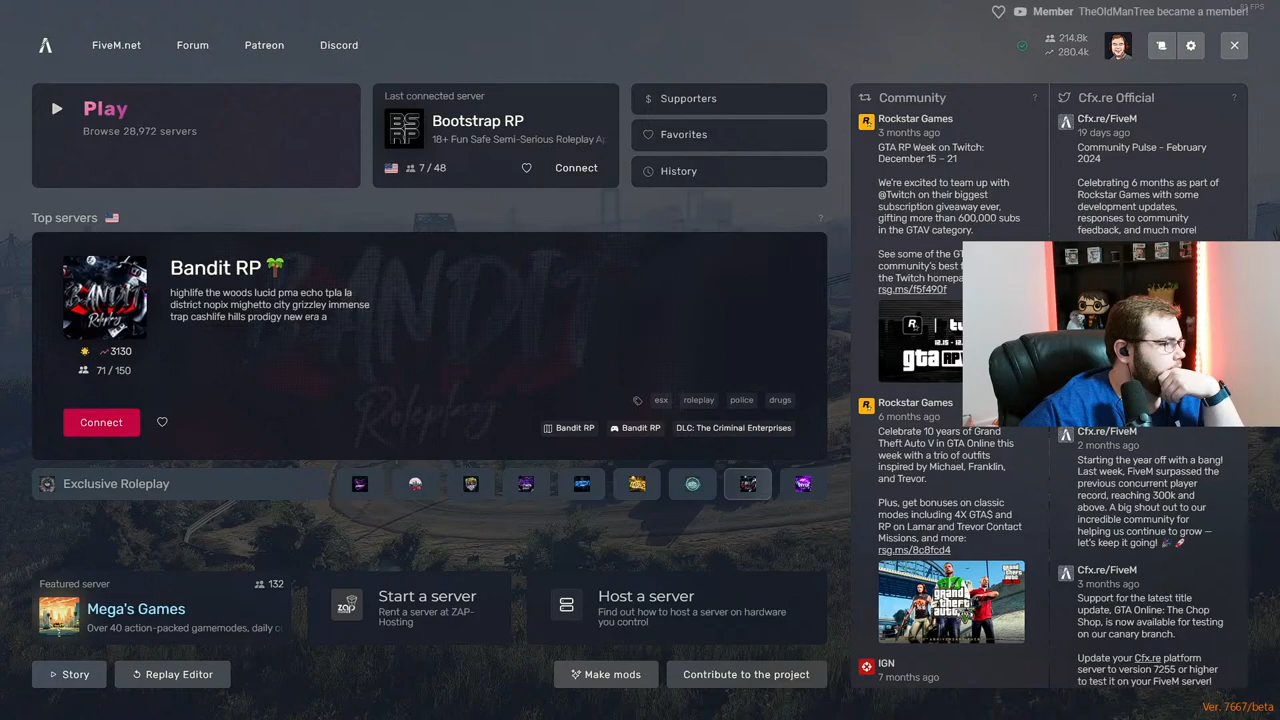 Member TheOldManTree became a member!
FiveM.net Forum Patreon Discord
214.8k
280.4k
Play
Browse 28,972 servers
Last connected server
BS
RP
Bootstrap RP
18+ Fun Safe Semi-Serious Roleplay
7 / 48
Connect
$ Supporters
Favorites
History
Top servers
?
BANDIT
Roleplay
Bandit RP
highlife the woods lucid pma echo tpla la
district nopix mighetto city grizzley immense
trap cashlife hills prodigy new era a
3130
71 / 150
Connect
esx roleplay police drugs
Bandit RP Bandit RP DLC: The Criminal Enterprises
Exclusive Roleplay
Featured server
132
Mega's Games
Over 40 action-packed gamemodes, daily
ZAP
Start a server
Rent a server at ZAP-
Hosting
Host a server
Find out how to host a server on hardware
you control
Story
Replay Editor
Make mods
Contribute to the project
Community
?
Rockstar Games
3 months ago
GTA RP Week on Twitch:
December 15 – 21
We're excited to team up with
@Twitch on their biggest
subscription giveaway ever,
gifting more than 600,000 subs
in the GTAV category.
See some of the GT
community's best
the Twitch homepa
rsg.ms/f5f490f
12.15 -
gta RP
Rockstar Games
6 months ago
Celebrate 10 years of Grand
Theft Auto V in GTA Online this
week with a trio of outfits
inspired by Michael, Franklin,
and Trevor.
Plus, get bonuses on classic
modes including 4X GTA$ and
RP on Lamar and Trevor Contact
Missions, and more:
rsg.ms/8c8fcd4
grand
theft
auto
IGN
7 months ago
Cfx.re Official
?
Cfx.re/FiveM
19 days ago
Community Pulse – February
2024
Celebrating 6 months as part of
Rockstar Games with some
development updates,
responses to community
feedback, and much more!
Cfx.re/FiveM
2 months ago
Starting the year off with a bang!
Last week, FiveM surpassed the
previous concurrent player
record, reaching 300k and
above. A big shout out to our
incredible community for
helping us continue to grow —
let's keep it going!
Cfx.re/FiveM
3 months ago
Support for the latest title
update, GTA Online: The Chop
Shop, is now available for testing
on our canary branch.
Update your Cfx.re platform
server to version 7255 or higher
to test it on your FiveM server!
Ver. 7667/beta